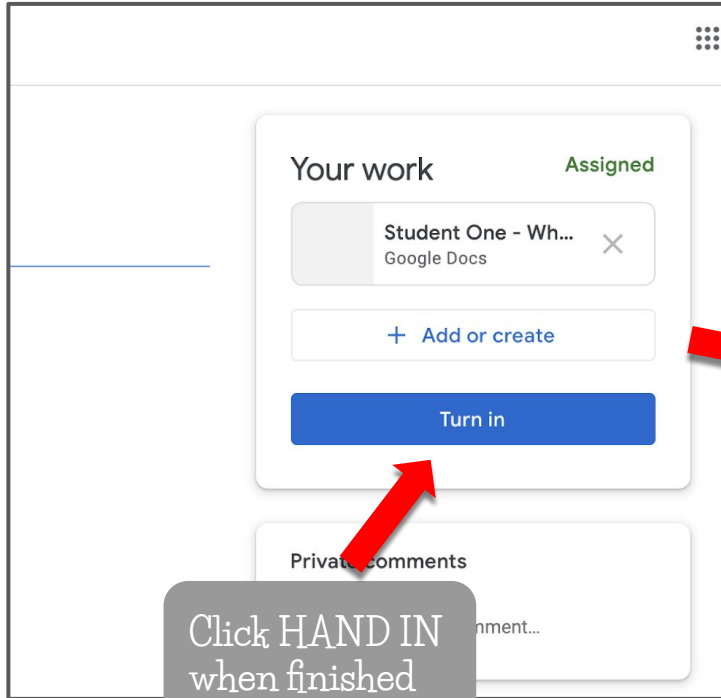 Your work
Assigned
Student One - Wh...
Google Docs
+ Add or create
Turn in
Private comments
Click HAND IN
when finished